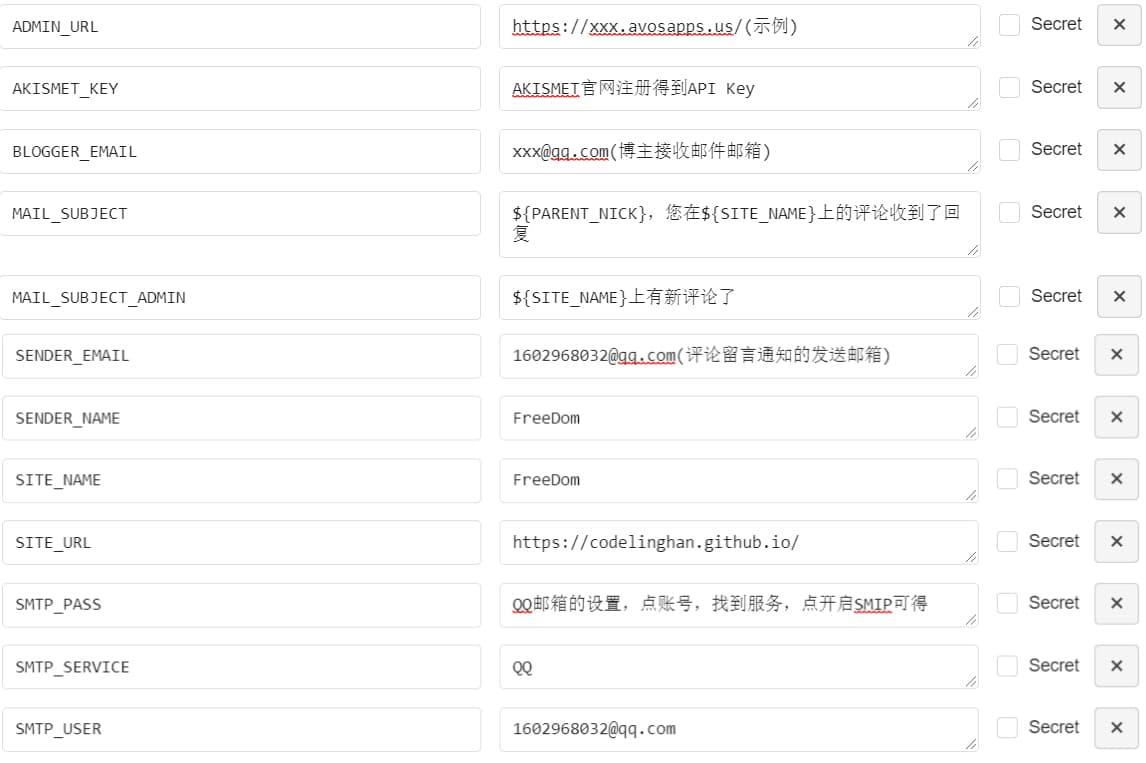 ADMIN_URL https://xxx.avosapps.us/(示例) Secret ×
AKISMET_KEY AKISMET官网注册得到API Key Secret ×
BLOGGER_EMAIL xxx@qq.com(博主接收邮件邮箱) Secret ×
MAIL_SUBJECT ${PARENT_NICK}，您在${SITE_NAME}上的评论收到了回 Secret ×
复
MAIL_SUBJECT_ADMIN ${SITE_NAME}上有新评论了 Secret ×
SENDER_EMAIL 1602968032@qq.com(评论留言通知的发送邮箱) Secret ×
SENDER_NAME FreeDom Secret ×
SITE_NAME FreeDom Secret ×
SITE_URL https://codelinghan.github.io/ Secret ×
SMTP_PASS QQ邮箱的设置，点账号，找到服务，点开启SMIP可得 Secret ×
SMTP_SERVICE QQ Secret ×
SMTP_USER 1602968032@qq.com Secret ×